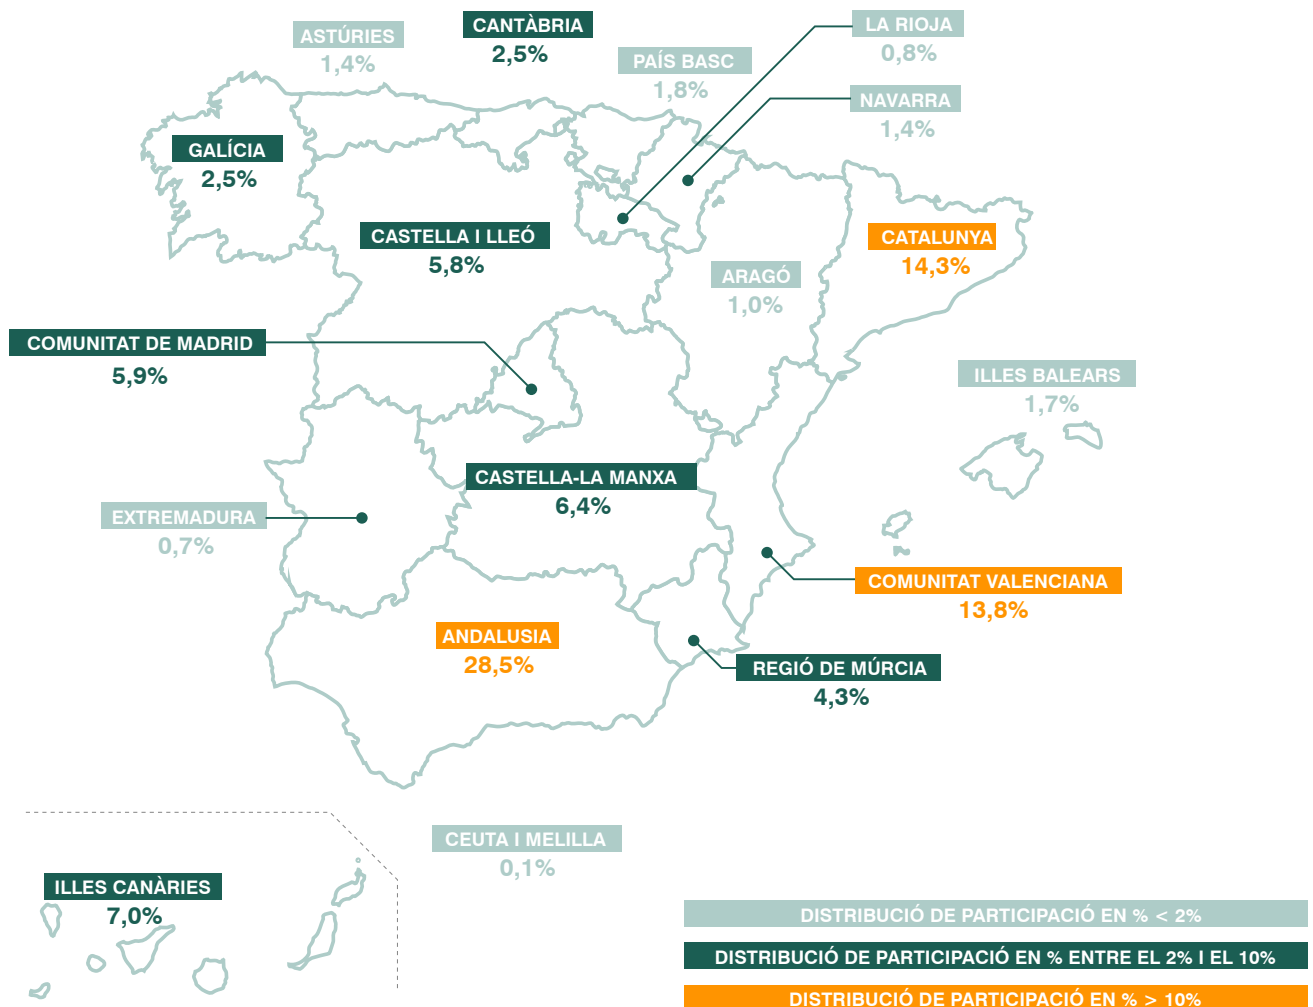 ASTÚRIES
1,4%
CANTÀBRIA
2,5%
PAÍS BASC
1,8%
LA RIOJA
0,8%
NAVARRA
1,4%
GALÍCIA
2,5%
CASTELLA I LLEÓ
5,8%
CATALUNYA
14,3%
ARAGÓ
1,0%
COMUNITAT DE MADRID
5,9%
ILLES BALEARS
1,7%
CASTELLA-LA MANXA
6,4%
EXTREMADURA
0,7%
COMUNITAT VALENCIANA
13,8%
ANDALUSIA
28,5%
REGIÓ DE MÚRCIA
4,3%
CEUTA I MELILLA
0,1%
ILLES CANÀRIES
7,0%
DISTRIBUCIÓ DE PARTICIPACIÓ EN % < 2%
DISTRIBUCIÓ DE PARTICIPACIÓ EN % ENTRE EL 2% I EL 10%
DISTRIBUCIÓ DE PARTICIPACIÓ EN % > 10%